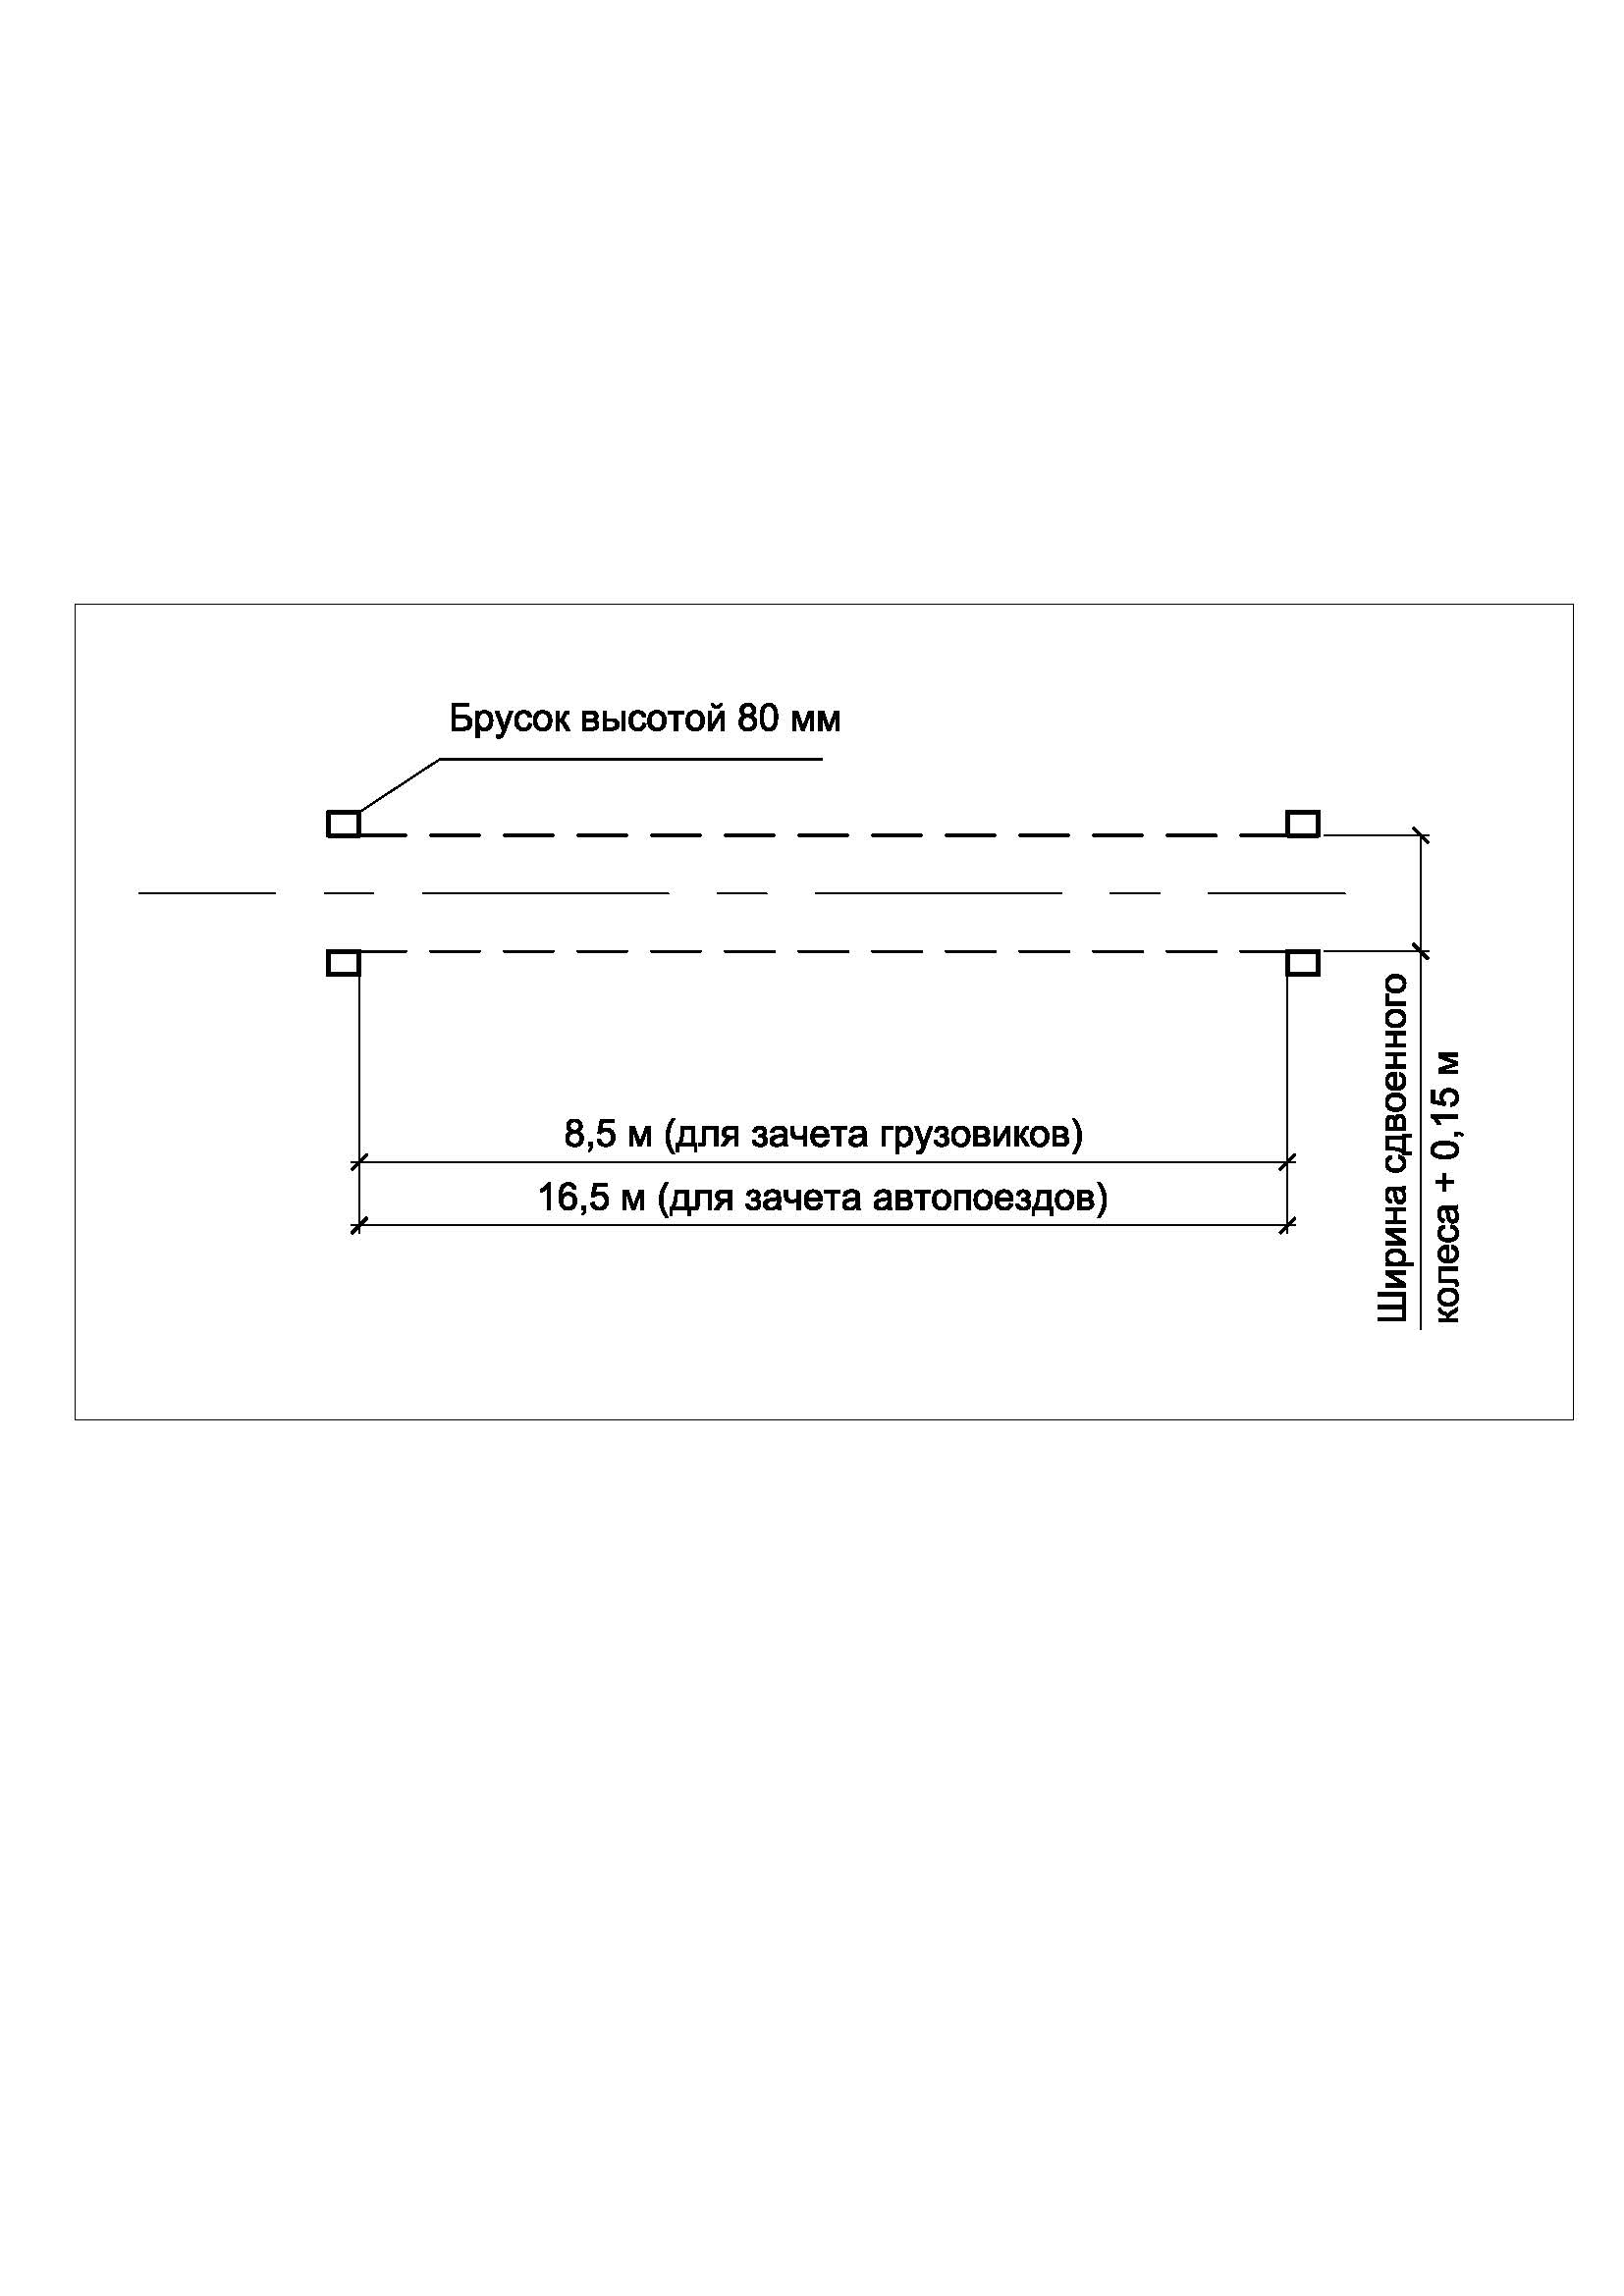 Брусок высотой 80 мм
8,5 м (для зачета грузовиков)
16,5 м (для зачета автопоездов)
Ширина сдвоенного
колеса + 0,15 м